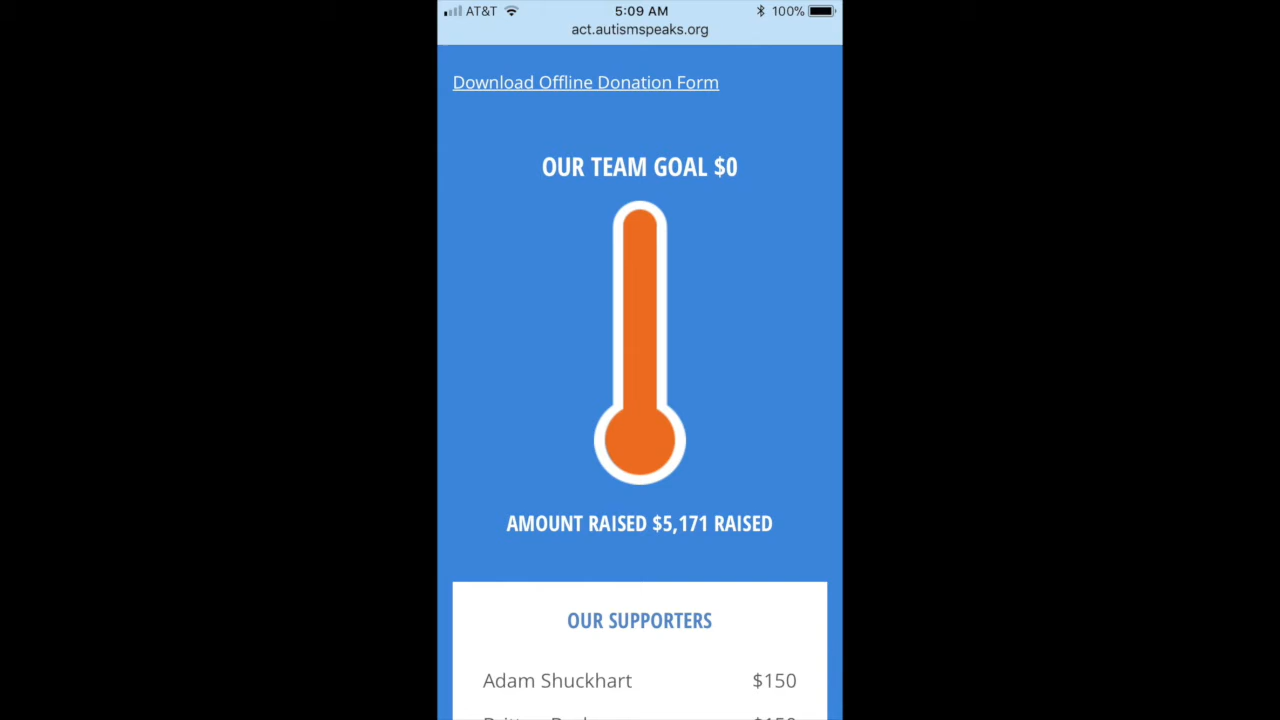 AT&T 5:09 AM 100%
act.autismspeaks.org
Download Offline Donation Form
OUR TEAM GOAL $0
AMOUNT RAISED $5,171 RAISED
OUR SUPPORTERS
Adam Shuckhart $150